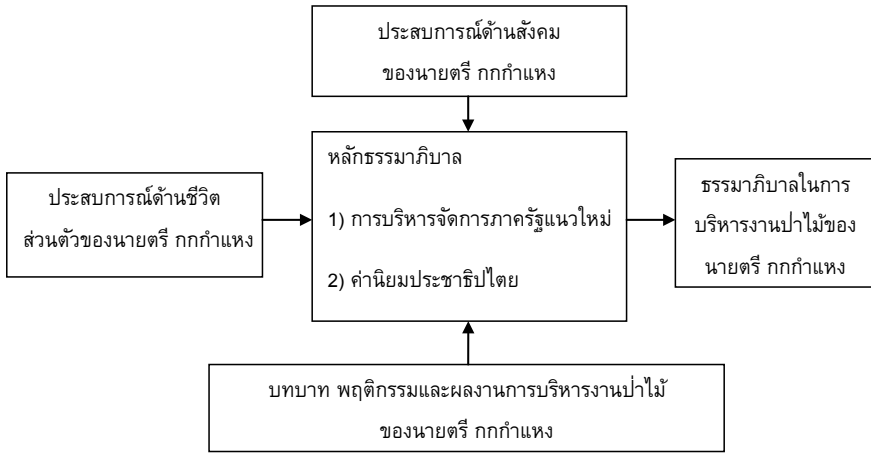 ประสบการณ์ด้านสังคม
ของนายตรี กกกำแหง
ประสบการณ์ด้านชีวิต
ส่วนตัวของนายตรี กกกำแหง
หลักธรรมาภิบาล
1) การบริหารจัดการภาครัฐแนวใหม่
2) ค่านิยมประชาธิปไตย
ธรรมาภิบาลในการ
บริหารงานป่าไม้ของ
นายตรี กกกำแหง
บทบาท พฤติกรรมและผลงานการบริหารงานป่าไม้
ของนายตรี กกกำแหง